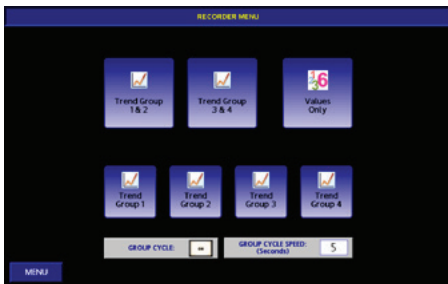 RECORDER MENU
Trend Group
1 & 2
Trend Group
3 & 4
Values
Only
Trend
Group 1
Trend
Group 2
Trend
Group 3
Trend
Group 4
GROUP CYCLE:
GROUP CYCLE SPEED:
(Seconds)
5
MENU